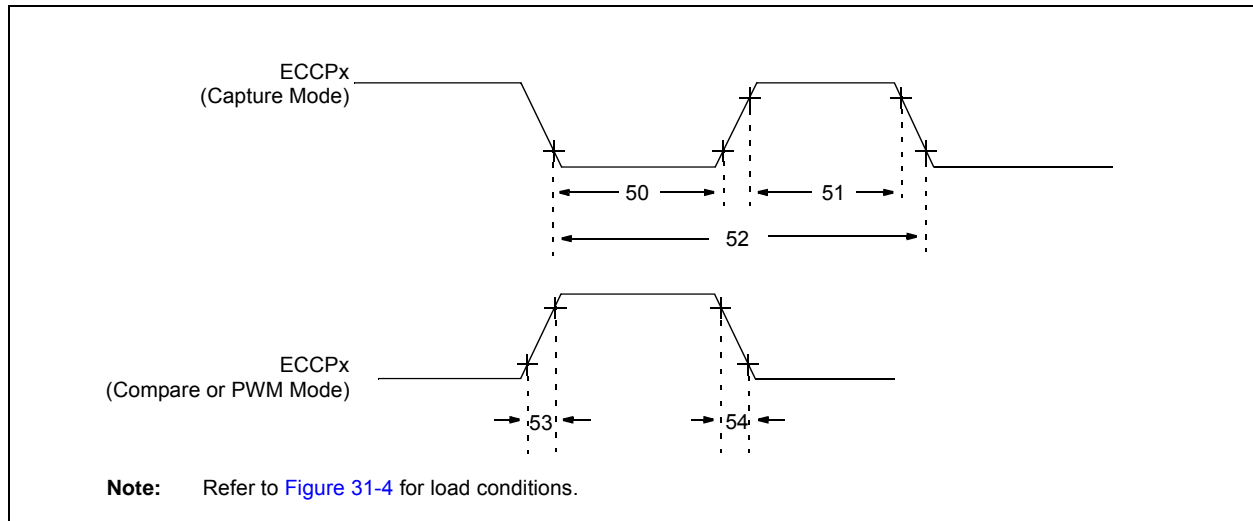 ECCPx
(Capture Mode)
50
51
52
ECCPx
(Compare or PWM Mode)
53
54
Note: Refer to Figure 31-4 for load conditions.